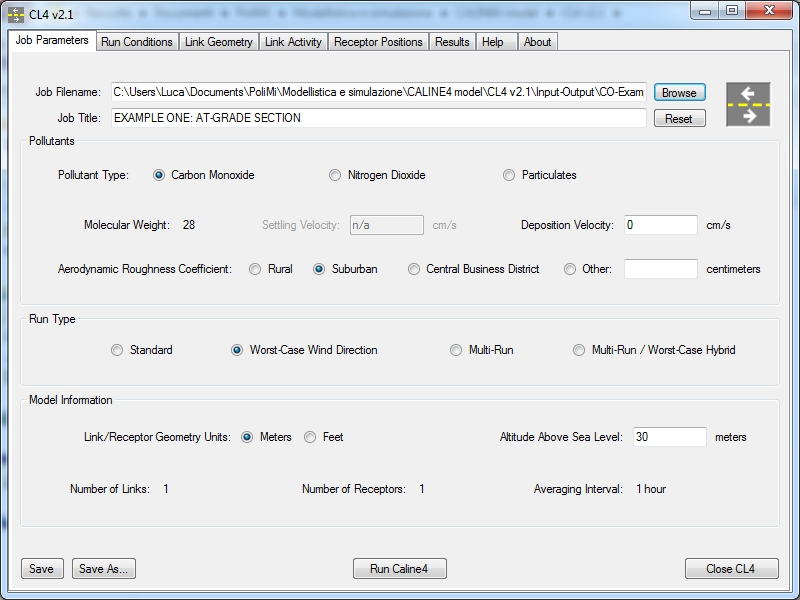 CL4 v2.1
Job Parameters Run Conditions Link Geometry Link Activity Receptor Positions Results Help About
Job Filename: C:\Users\Luca\Documents\PoliMi\Modellistica e simulazione\CALINE4 model\CL4 v2.1\Input-Output\CO-Exam Browse
Job Title: EXAMPLE ONE: AT-GRADE SECTION Reset
Pollutants
Pollutant Type: Carbon Monoxide Nitrogen Dioxide Particulates
Molecular Weight: 28 Settling Velocity: n/a cm/s Deposition Velocity: 0 cm/s
Aerodynamic Roughness Coefficient: Rural Suburban Central Business District Other: centimeters
Run Type
Standard Worst-Case Wind Direction Multi-Run Multi-Run / Worst-Case Hybrid
Model Information
Link/Receptor Geometry Units: Meters Feet Altitude Above Sea Level: 30 meters
Number of Links: 1 Number of Receptors: 1 Averaging Interval: 1 hour
Save Save As... Run Caline4 Close CL4